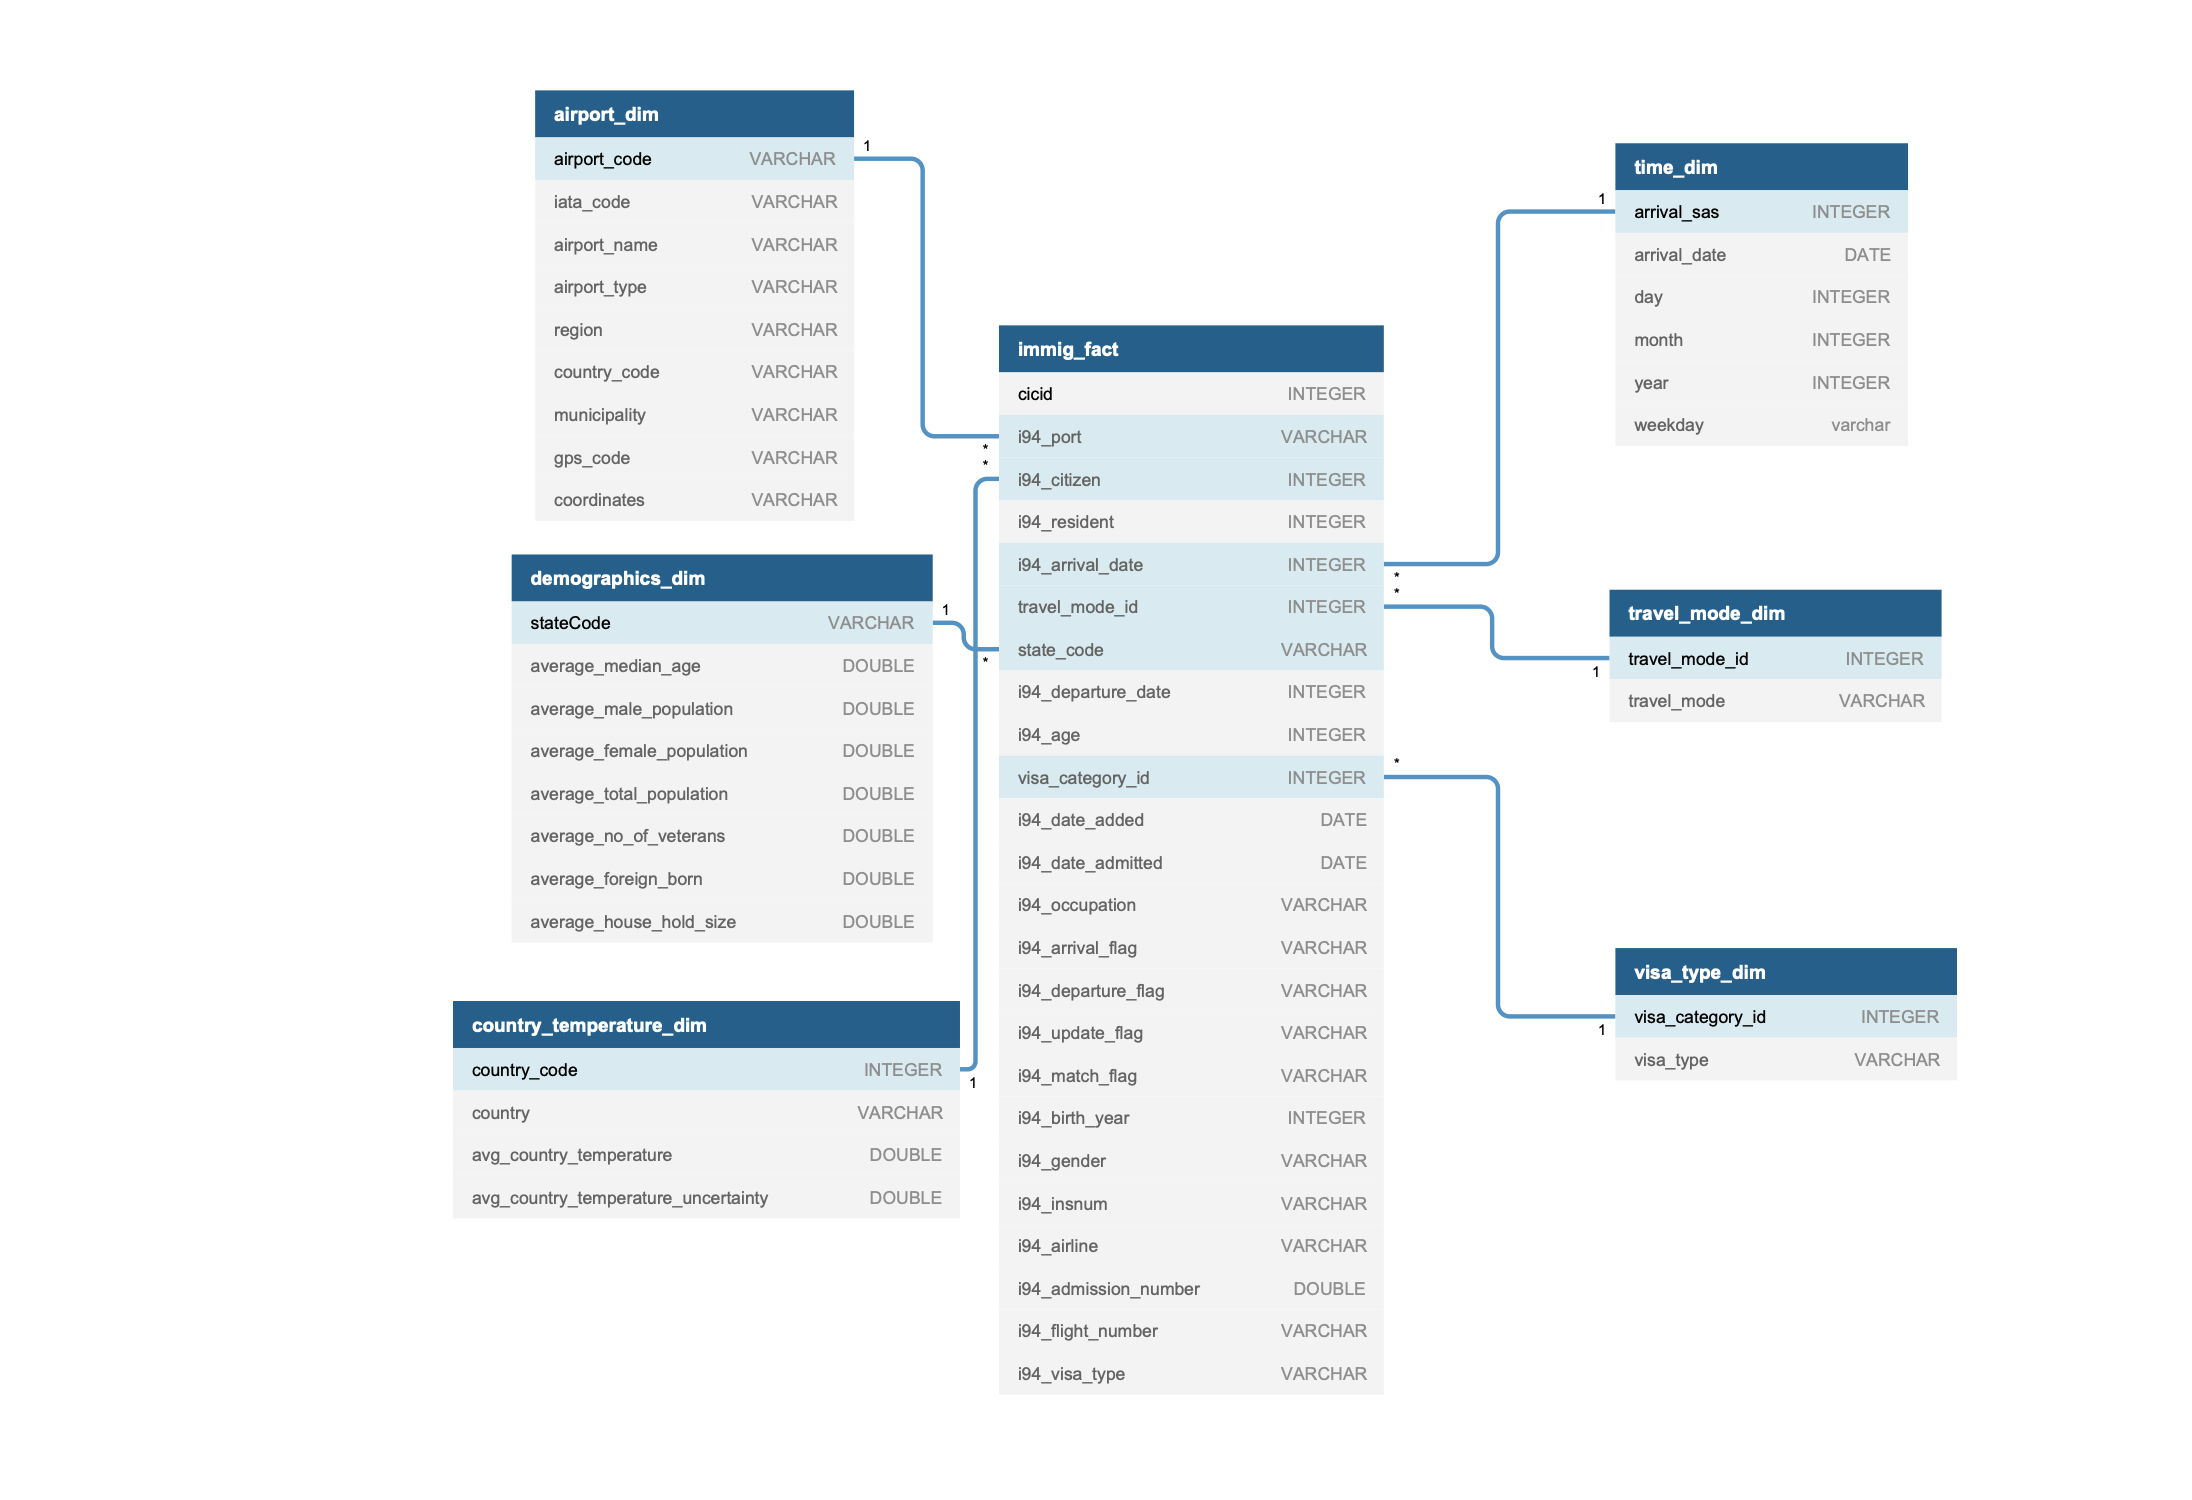 airport_dim
airport_code VARCHAR
iata_code VARCHAR
airport_name VARCHAR
airport_type VARCHAR
region VARCHAR
country_code VARCHAR
municipality VARCHAR
gps_code VARCHAR
coordinates VARCHAR
1
*
demographics_dim
stateCode VARCHAR
average_median_age DOUBLE
average_male_population DOUBLE
average_female_population DOUBLE
average_total_population DOUBLE
average_no_of_veterans DOUBLE
average_foreign_born DOUBLE
average_house_hold_size DOUBLE
1
*
country_temperature_dim
country_code INTEGER
country VARCHAR
avg_country_temperature DOUBLE
avg_country_temperature_uncertainty DOUBLE
1
*
immig_fact
cicid INTEGER
i94_port VARCHAR
i94_citizen INTEGER
i94_resident INTEGER
i94_arrival_date INTEGER
travel_mode_id INTEGER
state_code VARCHAR
i94_departure_date INTEGER
i94_age INTEGER
visa_category_id INTEGER
i94_date_added DATE
i94_date_admitted DATE
i94_occupation VARCHAR
i94_arrival_flag VARCHAR
i94_departure_flag VARCHAR
i94_update_flag VARCHAR
i94_match_flag VARCHAR
i94_birth_year INTEGER
i94_gender VARCHAR
i94_insnum VARCHAR
i94_airline VARCHAR
i94_admission_number DOUBLE
i94_flight_number VARCHAR
i94_visa_type VARCHAR
time_dim
arrival_sas INTEGER
arrival_date DATE
day INTEGER
month INTEGER
year INTEGER
weekday varchar
1
*
travel_mode_dim
travel_mode_id INTEGER
travel_mode VARCHAR
1
*
visa_type_dim
visa_category_id INTEGER
visa_type VARCHAR
1
*